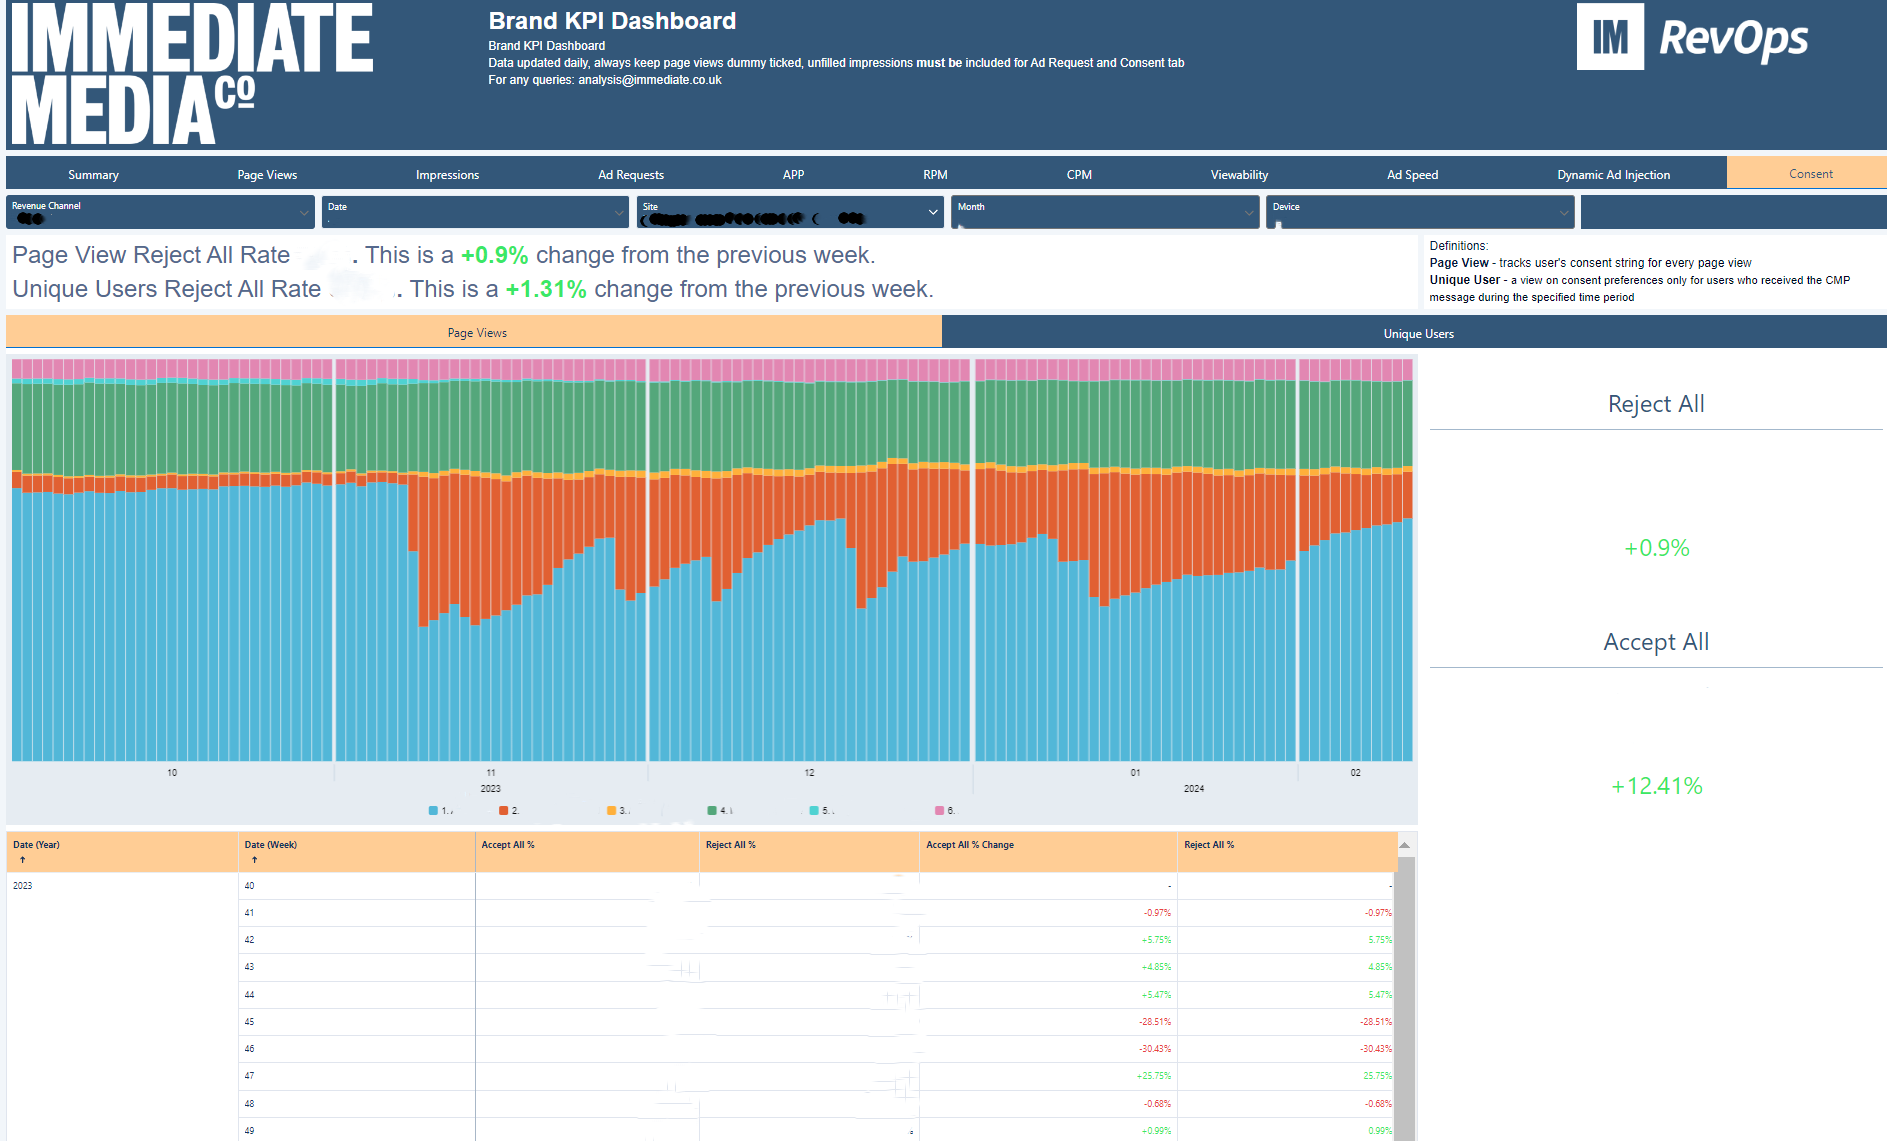 IMMEDIATE
MEDIA Co
Brand KPI Dashboard
Brand KPI Dashboard
Data updated daily, always keep page views dummy ticked, unfilled impressions must be included for Ad Request and Consent tab
For any queries: analysis@immediate.co.uk
IM RevOps
Summary Page Views Impressions Ad Requests APP RPM CPM Viewability Ad Speed Dynamic Ad Injection Consent
Revenue Channel Date Site Month Device
Page View Reject All Rate . This is a +0.9% change from the previous week.
Unique Users Reject All Rate . This is a +1.31% change from the previous week.
Definitions:
Page View - tracks user's consent string for every page view
Unique User - a view on consent preferences only for users who received the CMP
message during the specified time period
Page Views Unique Users
Reject All
+0.9%
Accept All
+12.41%
10 11 12 01 02
2023 2024
1. 2. 3. 4. 5. 6.
Date (Year) Date (Week) Accept All % Reject All % Accept All % Change Reject All %
↑ ↑
2023 40 - -
41 -0.97% -0.97%
42 +5.75% 5.75%
43 +4.85% 4.85%
44 +5.47% 5.47%
45 -28.51% -28.51%
46 -30.43% -30.43%
47 +25.75% 25.75%
48 -0.68% -0.68%
49 +0.99% 0.99%